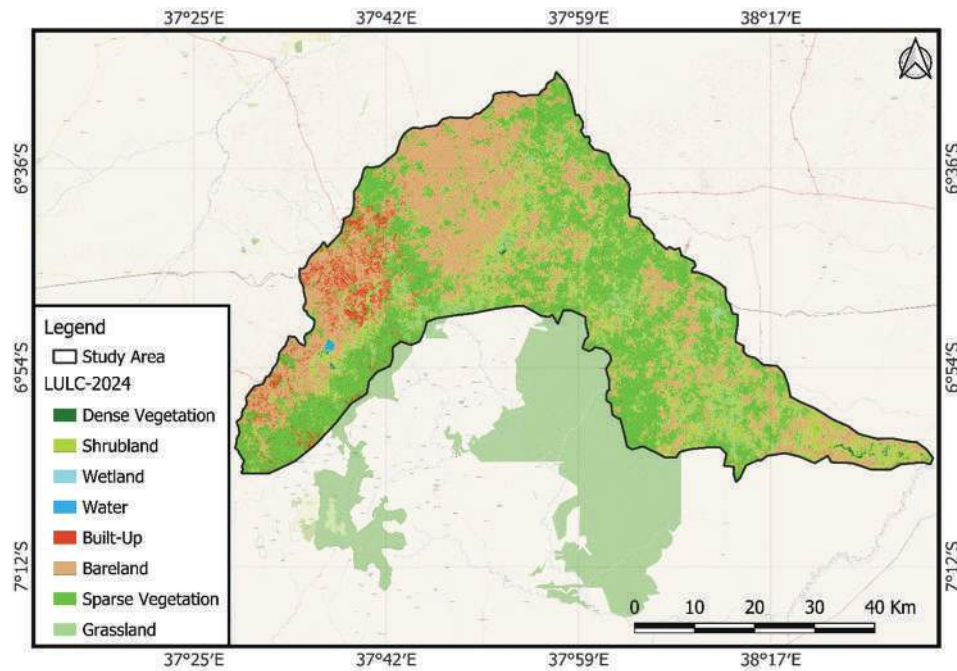 37°25'E 37°42'E 37°59'E 38°17'E
6°36'S 6°36'S
6°54'S 6°54'S
7°12'S 7°12'S
Legend
Study Area
LULC-2024
Dense Vegetation
Shrubland
Wetland
Water
Built-Up
Bareland
Sparse Vegetation
Grassland
0 10 20 30 40 Km
37°25'E 37°42'E 37°59'E 38°17'E